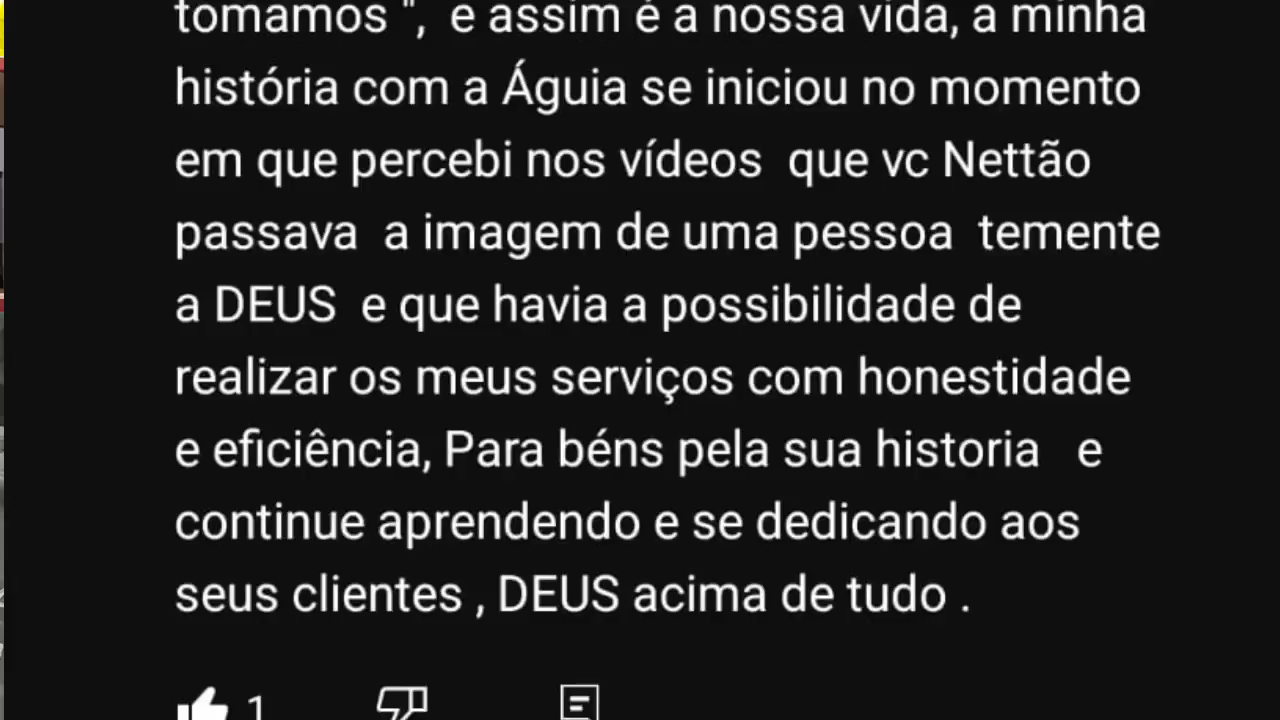 tomamos ", e assim é a nossa vida, a minha
história com a Águia se iniciou no momento
em que percebi nos vídeos  que vc Nettão
passava  a imagem de uma pessoa  temente
a DEUS  e que havia a possibilidade de
realizar os meus serviços com honestidade
e eficiência, Para béns pela sua historia   e
continue aprendendo e se dedicando aos
seus clientes , DEUS acima de tudo .
1